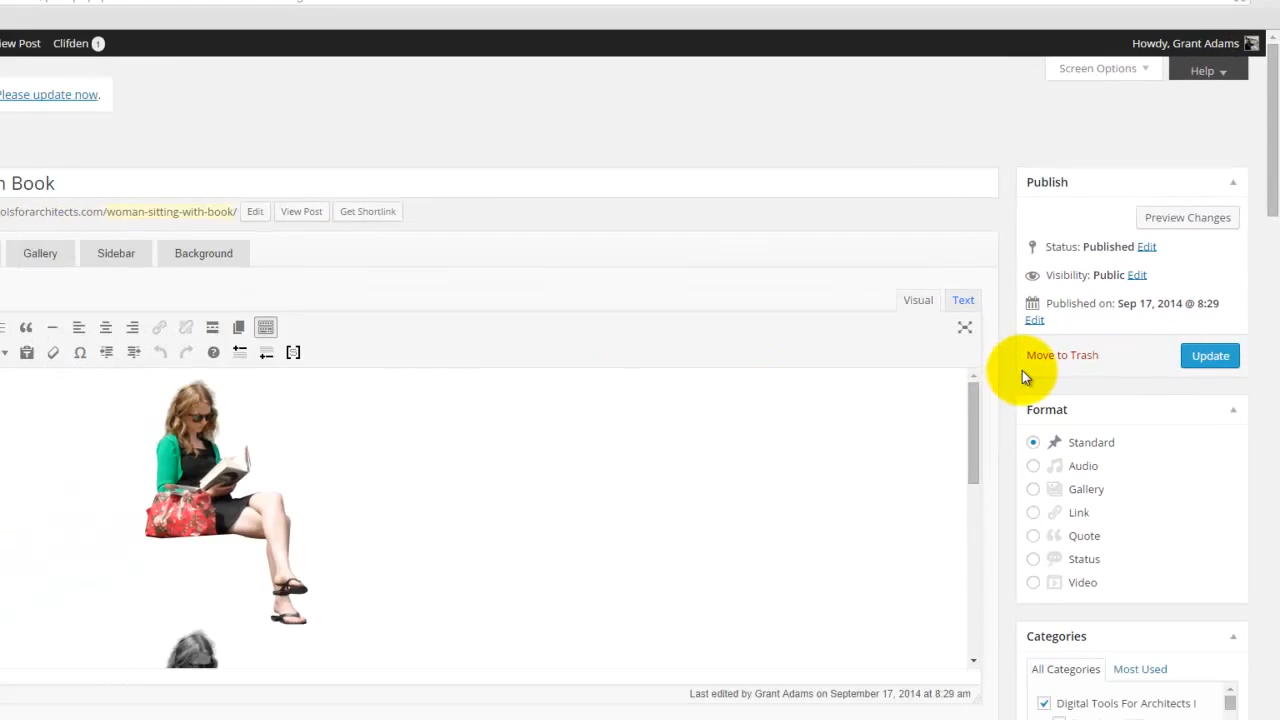 iew Post Clifden 1 Howdy, Grant Adams
Screen Options Help
Please update now.
n Book
olsforarchitects.com/woman-sitting-with-book/ Edit View Post Get Shortlink
Gallery Sidebar Background
Visual Text
Publish
Preview Changes
Status: Published Edit
Visibility: Public Edit
Published on: Sep 17, 2014 @ 8:29
Edit
Move to Trash Update
Format
Standard
Audio
Gallery
Link
Quote
Status
Video
Categories
All Categories Most Used
Digital Tools For Architects I
Last edited by Grant Adams on September 17, 2014 at 8:29 am